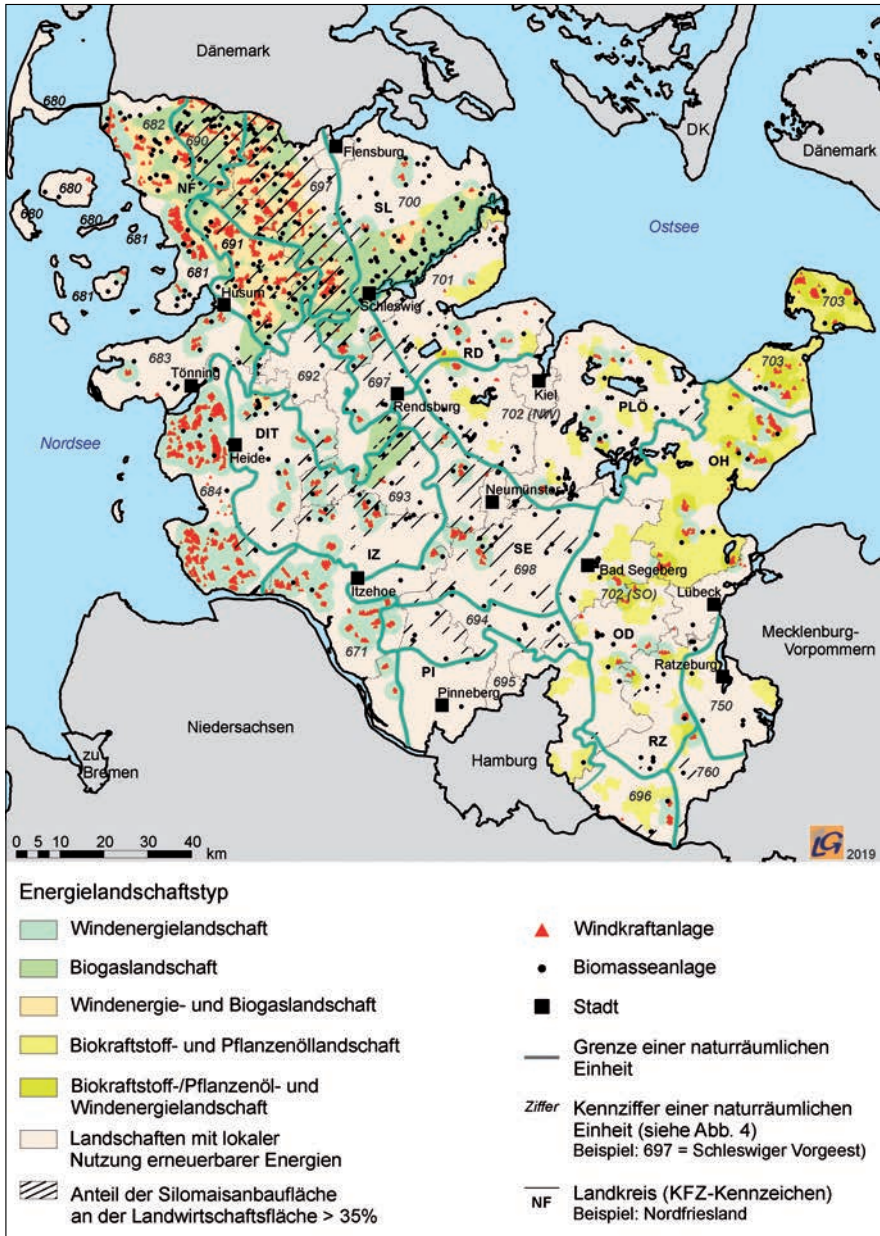 Dänemark
DK
Dänemark
680
682
690
NF
697
Flensburg
SL
700
680
680
680
681
691
Ostsee
681
681
Husum
Schleswig
701
703
703
683
Tönning
692
697
Rendsburg
RD
Kiel
702 (NW)
PLÖ
OH
Nordsee
DIT
Heide
684
693
Neumünster
IZ
Itzehoe
SE
698
Bad Segeberg
702 (SO)
Lübeck
671
694
OD
Mecklenburg-
Vorpommern
PI
695
Pinneberg
Ratzeburg
750
Niedersachsen
Hamburg
RZ
760
696
zu
Bremen
0 5 10 20 30 40
km
LG
2019
Energielandschaftstyp
Windenergielandschaft
Biogaslandschaft
Windenergie- und Biogaslandschaft
Biokraftstoff- und Pflanzenöllandschaft
Biokraftstoff-/Pflanzenöl- und
Windenergielandschaft
Landschaften mit lokaler
Nutzung erneuerbarer Energien
Anteil der Silomaisanbaufläche
an der Landwirtschaftsfläche > 35%
Windkraftanlage
Biomasseanlage
Stadt
Grenze einer naturräumlichen
Einheit
Ziffer Kennziffer einer naturräumlichen
Einheit (siehe Abb. 4)
Beispiel: 697 = Schleswiger Vorgeest)
NF Landkreis (KFZ-Kennzeichen)
Beispiel: Nordfriesland